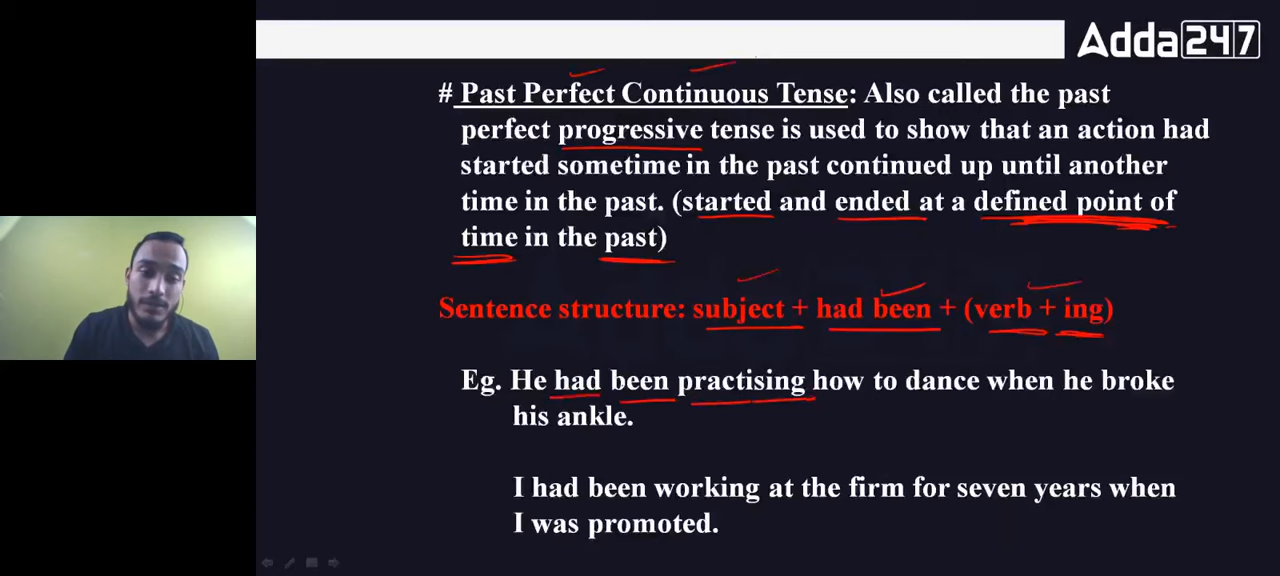 Adda247
# Past Perfect Continuous Tense: Also called the past
perfect progressive tense is used to show that an action had
started sometime in the past continued up until another
time in the past. (started and ended at a defined point of
time in the past)
Sentence structure: subject + had been + (verb + ing)
Eg. He had been practising how to dance when he broke
his ankle.
I had been working at the firm for seven years when
I was promoted.